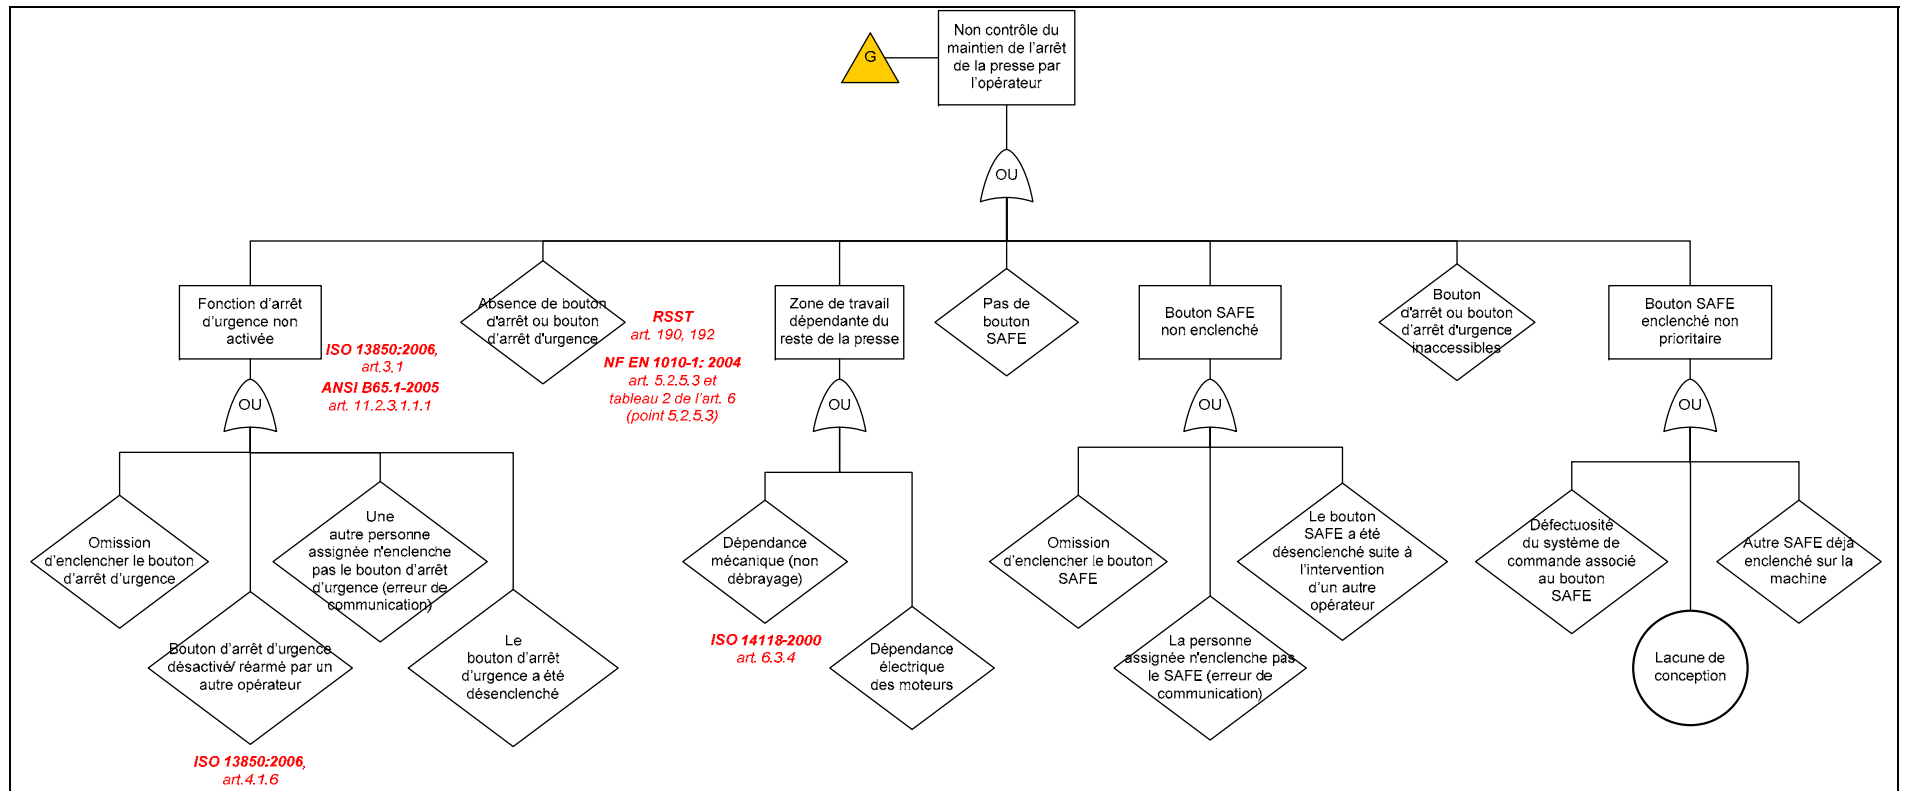 G
Non contrôle du
maintien de l'arrêt
de la presse par
l'opérateur
OU
Fonction d'arrêt
d'urgence non
activée
ISO 13850:2006,
art.3.1
ANSI B65.1-2005
art. 11.2.3.1.1.1
Absence de bouton
d'arrêt ou bouton
d'arrêt d'urgence
RSST
art. 190, 192
NF EN 1010-1: 2004
art. 5.2.5.3 et
tableau 2 de l'art. 6
(point 5.2.5.3)
Zone de travail
dépendante du
reste de la presse
Pas de
bouton
SAFE
Bouton SAFE
non enclenché
Bouton
d'arrêt ou bouton
d'arrêt d'urgence
inaccessibles
Bouton SAFE
enclenché non
prioritaire
OU
OU
OU
OU
Omission
d'enclencher le bouton
d'arrêt d'urgence
Bouton d'arrêt d'urgence
désactivé/ réarmé par un
autre opérateur
ISO 13850:2006,
art.4.1.6
Une
autre personne
assignée n'enclenche
pas le bouton d'arrêt
d'urgence (erreur de
communication)
Le
bouton d'arrêt
d'urgence a été
désenclenché
Dépendance
mécanique (non
débrayage)
ISO 14118-2000
art. 6.3.4
Dépendance
électrique
des moteurs
Omission
d'enclencher le bouton
SAFE
La personne
assignée n'enclenche pas
le SAFE (erreur de
communication)
Le bouton
SAFE a été
désenclenché suite à
l'intervention
d'un autre
opérateur
Défectuosité
du système de
commande associé
au bouton
SAFE
Lacune de
conception
Autre SAFE déjà
enclenché sur la
machine